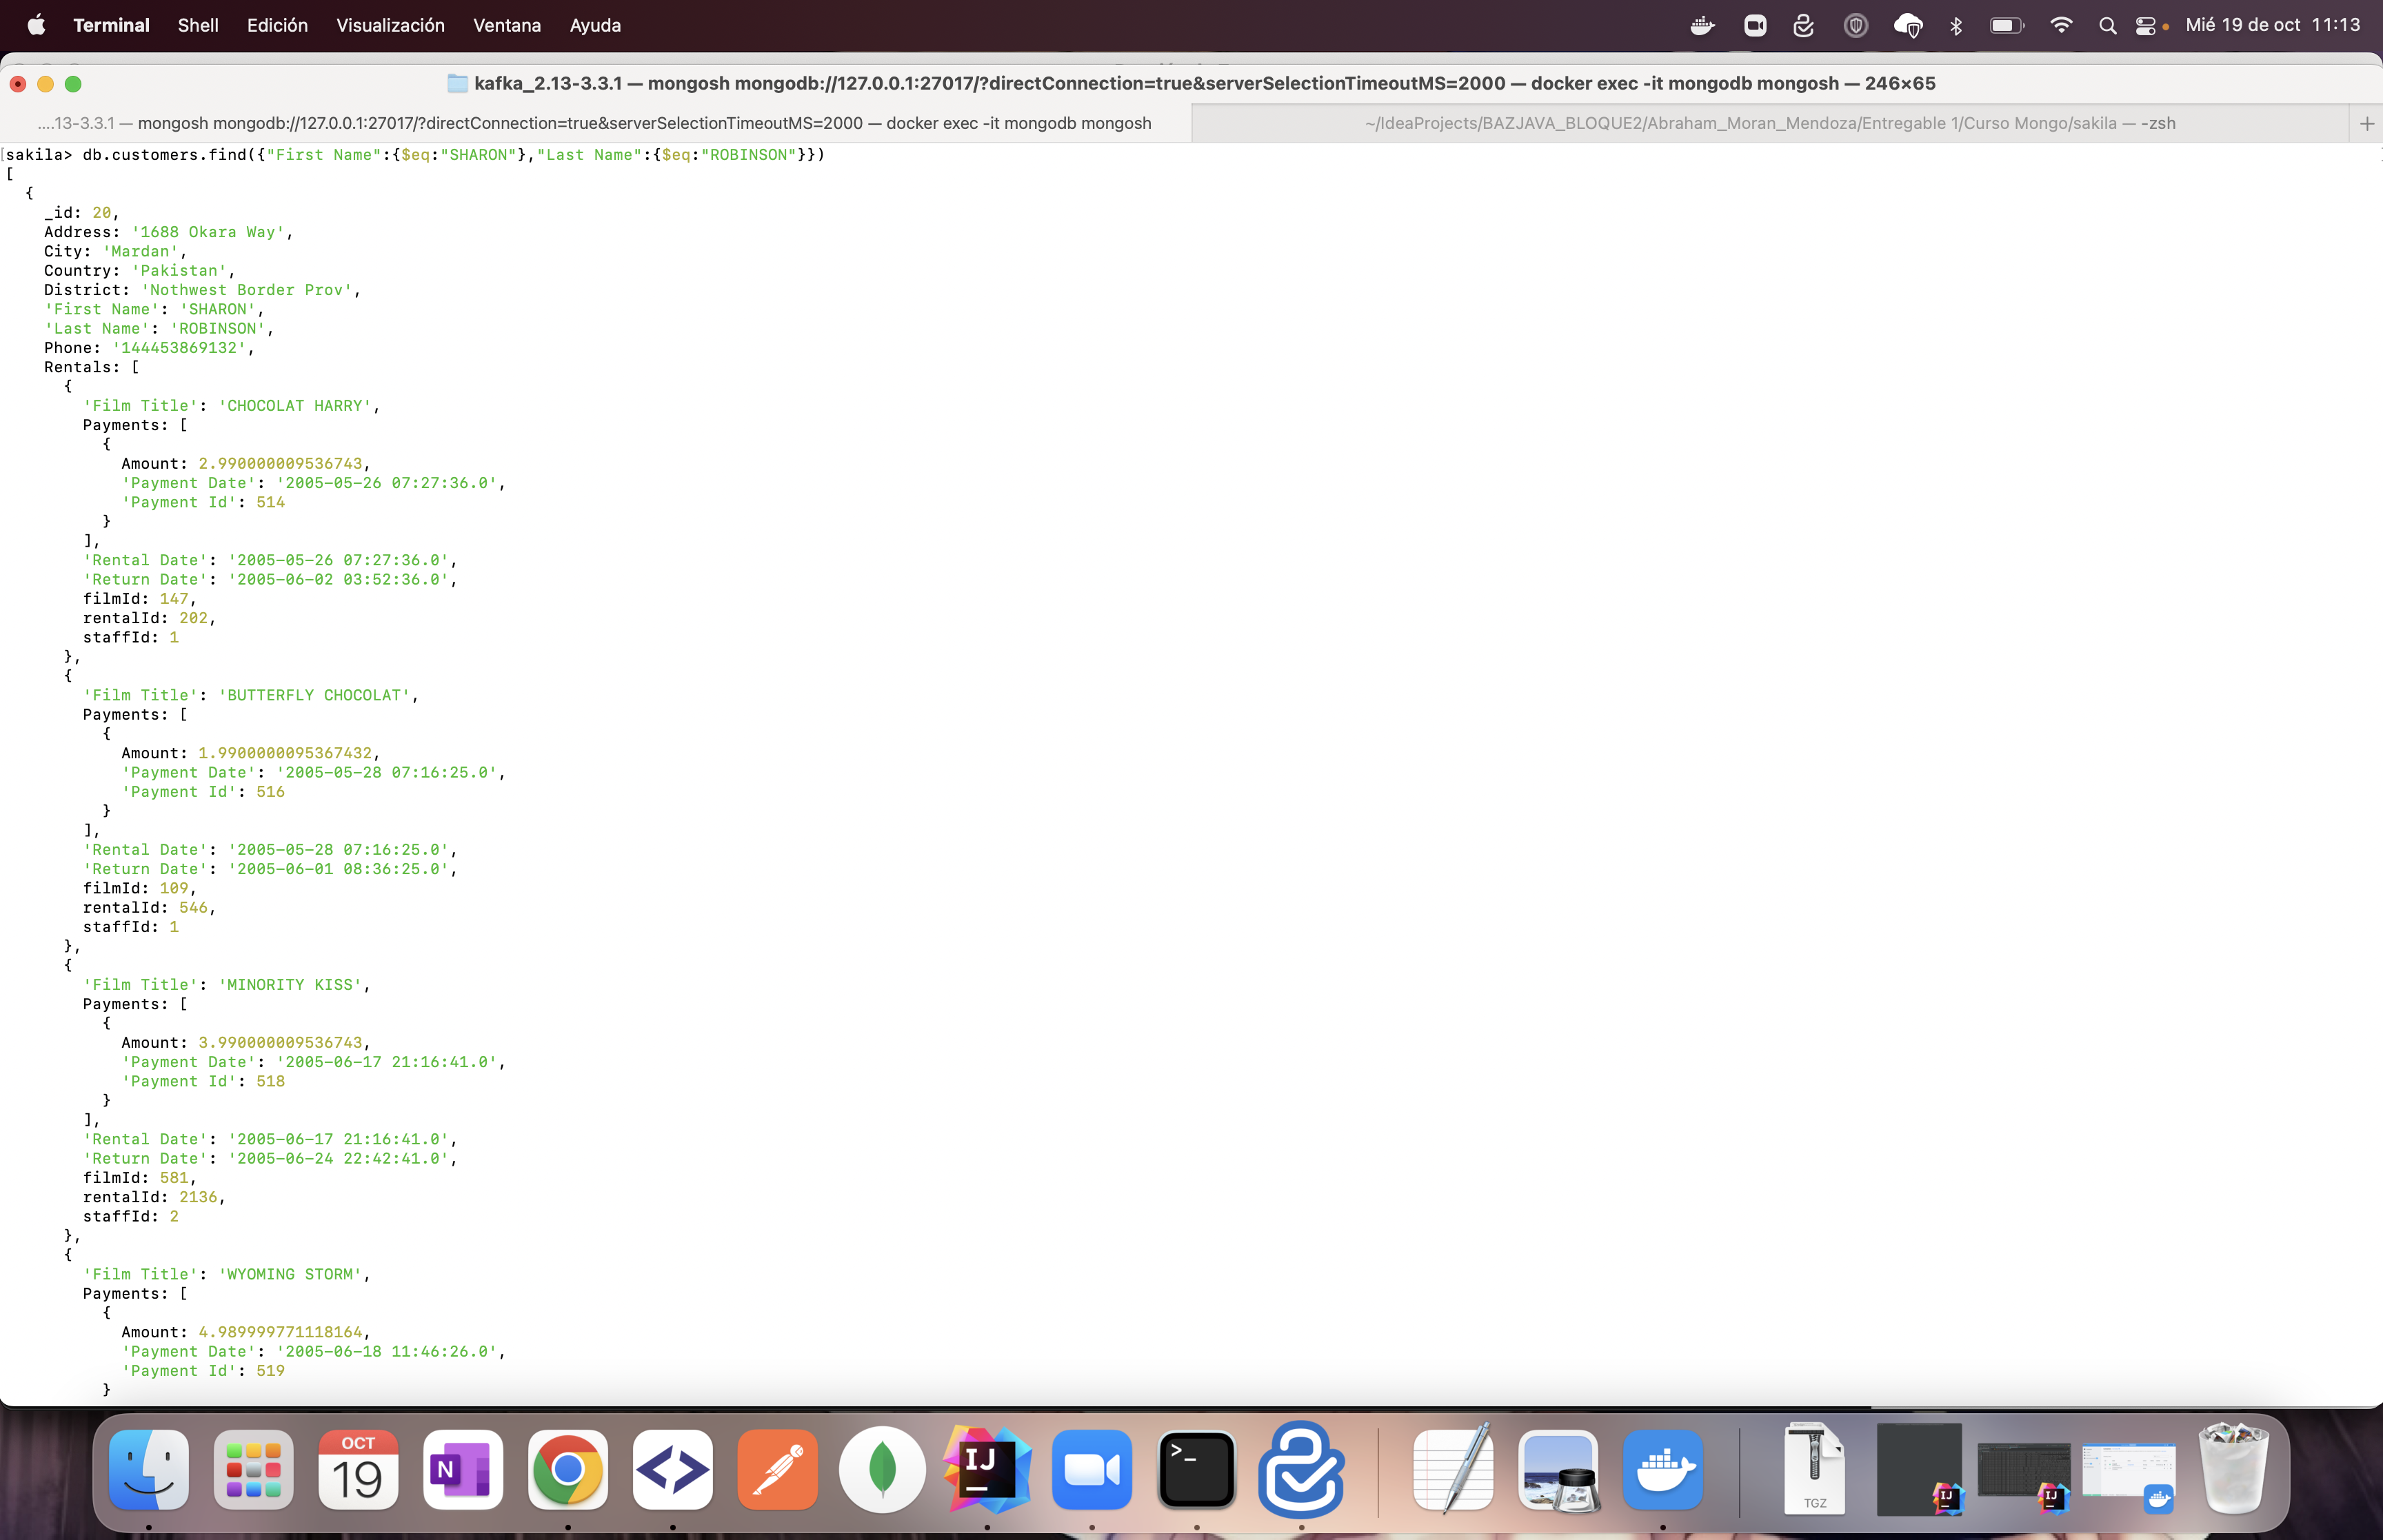 Terminal Shell Edición Visualización Ventana Ayuda Mié 19 de oct 11:13
kafka_2.13-3.3.1 — mongosh mongodb://127.0.0.1:27017/?directConnection=true&serverSelectionTimeoutMS=2000 — docker exec -it mongodb mongosh — 246×65
....13-3.3.1 — mongosh mongodb://127.0.0.1:27017/?directConnection=true&serverSelectionTimeoutMS=2000 — docker exec -it mongodb mongosh
~/IdeaProjects/BAZJAVA_BLOQUE2/Abraham_Moran_Mendoza/Entregable 1/Curso Mongo/sakila — -zsh
sakila> db.customers.find({"First Name":{$eq:"SHARON"},"Last Name":{$eq:"ROBINSON"}})
[
{
_id: 20,
Address: '1688 Okara Way',
City: 'Mardan',
Country: 'Pakistan',
District: 'Nothwest Border Prov',
'First Name': 'SHARON',
'Last Name': 'ROBINSON',
Phone: '144453869132',
Rentals: [
{
'Film Title': 'CHOCOLAT HARRY',
Payments: [
{
Amount: 2.990000009536743,
'Payment Date': '2005-05-26 07:27:36.0',
'Payment Id': 514
}
],
'Rental Date': '2005-05-26 07:27:36.0',
'Return Date': '2005-06-02 03:52:36.0',
filmId: 147,
rentalId: 202,
staffId: 1
},
{
'Film Title': 'BUTTERFLY CHOCOLAT',
Payments: [
{
Amount: 1.9900000095367432,
'Payment Date': '2005-05-28 07:16:25.0',
'Payment Id': 516
}
],
'Rental Date': '2005-05-28 07:16:25.0',
'Return Date': '2005-06-01 08:36:25.0',
filmId: 109,
rentalId: 546,
staffId: 1
},
{
'Film Title': 'MINORITY KISS',
Payments: [
{
Amount: 3.990000009536743,
'Payment Date': '2005-06-17 21:16:41.0',
'Payment Id': 518
}
],
'Rental Date': '2005-06-17 21:16:41.0',
'Return Date': '2005-06-24 22:42:41.0',
filmId: 581,
rentalId: 2136,
staffId: 2
},
{
'Film Title': 'WYOMING STORM',
Payments: [
{
Amount: 4.989999771118164,
'Payment Date': '2005-06-18 11:46:26.0',
'Payment Id': 519
}
OCT
19
N
IJ
>_
TGZ
IJ
IJ